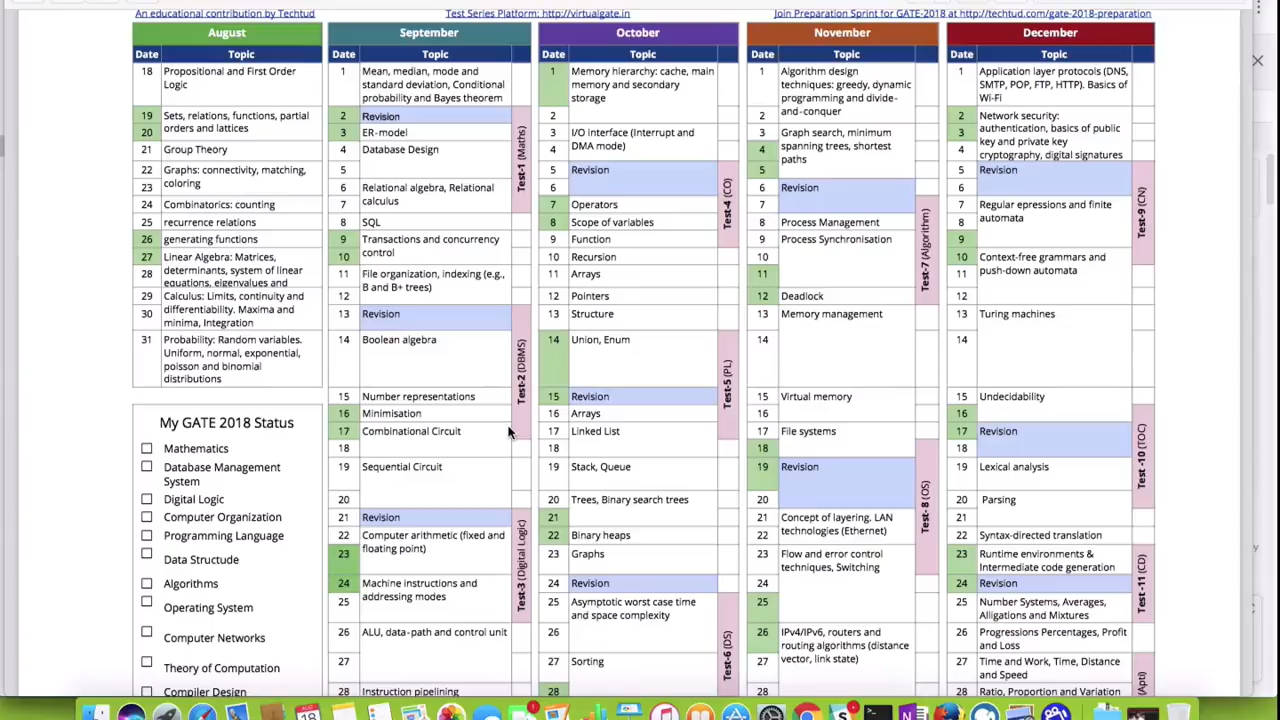 An educational contribution by Techtud
Test Series Platform: http://virtualgate.in
Join Preparation Sprint for GATE-2018 at http://techtud.com/gate-2018-preparation
August
Date Topic
18 Propositional and First Order
Logic
19 Sets, relations, functions, partial
20 orders and lattices
21 Group Theory
22 Graphs: connectivity, matching,
23 coloring
24 Combinatorics: counting
25 recurrence relations
26 generating functions
27 Linear Algebra: Matrices,
28 determinants, system of linear
equations, eigenvalues and
29 Calculus: Limits, continuity and
30 differentiability. Maxima and
minima, Integration
31 Probability: Random variables.
Uniform, normal, exponential,
poisson and binomial
distributions
My GATE 2018 Status
Mathematics
Database Management
System
Digital Logic
Computer Organization
Programming Language
Data Structude
Algorithms
Operating System
Computer Networks
Theory of Computation
Compiler Design
September
Date Topic
1 Mean, median, mode and
standard deviation, Conditional
probability and Bayes theorem
2 Revision
3 ER-model
4 Database Design
5
6 Relational algebra, Relational
7 calculus
8 SQL
9 Transactions and concurrency
10 control
11 File organization, indexing (e.g.,
12 B and B+ trees)
13 Revision
14 Boolean algebra
15 Number representations
16 Minimisation
17 Combinational Circuit
18
19 Sequential Circuit
20
21 Revision
22 Computer arithmetic (fixed and
23 floating point)
24 Machine instructions and
25 addressing modes
26 ALU, data-path and control unit
27
28 Instruction pipelining
Test-1 (Maths)
Test-2 (DBMS)
Test-3 (Digital Logic)
October
Date Topic
1 Memory hierarchy: cache, main
memory and secondary
storage
2
3 I/O interface (Interrupt and
4 DMA mode)
5 Revision
6
7 Operators
8 Scope of variables
9 Function
10 Recursion
11 Arrays
12 Pointers
13 Structure
14 Union, Enum
15 Revision
16 Arrays
17 Linked List
18
19 Stack, Queue
20 Trees, Binary search trees
21
22 Binary heaps
23 Graphs
24 Revision
25 Asymptotic worst case time
and space complexity
26
27 Sorting
28
Test-4 (CO)
Test-5 (PL)
Test-6 (DS)
November
Date Topic
1 Algorithm design
techniques: greedy, dynamic
programming and divide-
2 and-conquer
3 Graph search, minimum
4 spanning trees, shortest
5 paths
6 Revision
7
8 Process Management
9 Process Synchronisation
10
11
12 Deadlock
13 Memory management
14
15 Virtual memory
16
17 File systems
18
19 Revision
20
21 Concept of layering. LAN
22 technologies (Ethernet)
23 Flow and error control
techniques, Switching
24
25
26 IPv4/IPv6, routers and
routing algorithms (distance
27 vector, link state)
28
Test-7 (Algorithm)
Test- 8 (OS)
December
Date Topic
1 Application layer protocols (DNS,
SMTP, POP, FTP, HTTP). Basics of
Wi-Fi
2 Network security:
3 authentication, basics of public
key and private key
4 cryptography, digital signatures
5 Revision
6
7 Regular epressions and finite
8 automata
9
10 Context-free grammars and
11 push-down automata
12
13 Turing machines
14
15 Undecidability
16
17 Revision
18
19 Lexical analysis
20 Parsing
21
22 Syntax-directed translation
23 Runtime environments &
Intermediate code generation
24 Revision
25 Number Systems, Averages,
Alligations and Mixtures
26 Progressions Percentages, Profit
and Loss
27 Time and Work, Time, Distance
and Speed
28 Ratio, Proportion and Variation
Test-9 (CN)
Test -10 (TOC)
Test -11 (CD)
(Apti)